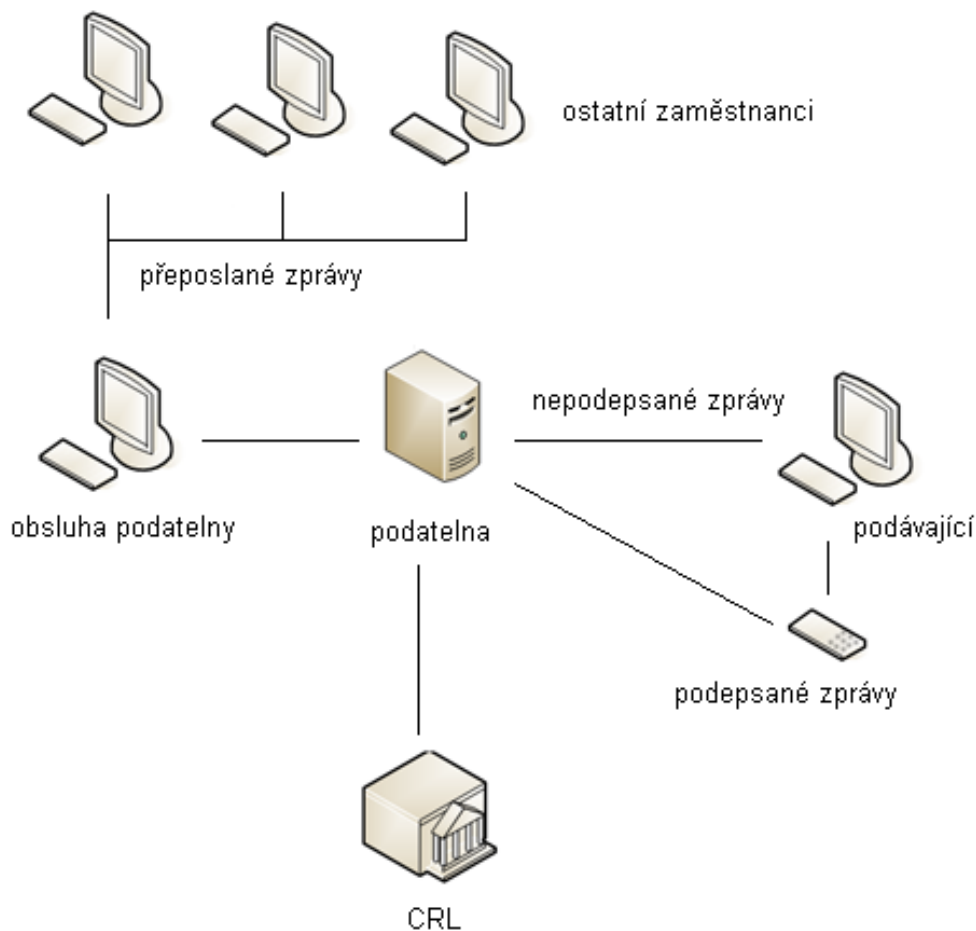 ostatní zaměstnanci
přeposlané zprávy
nepodepsané zprávy
obsluha podatelny
podatelna
podávající
podepsané zprávy
CRL